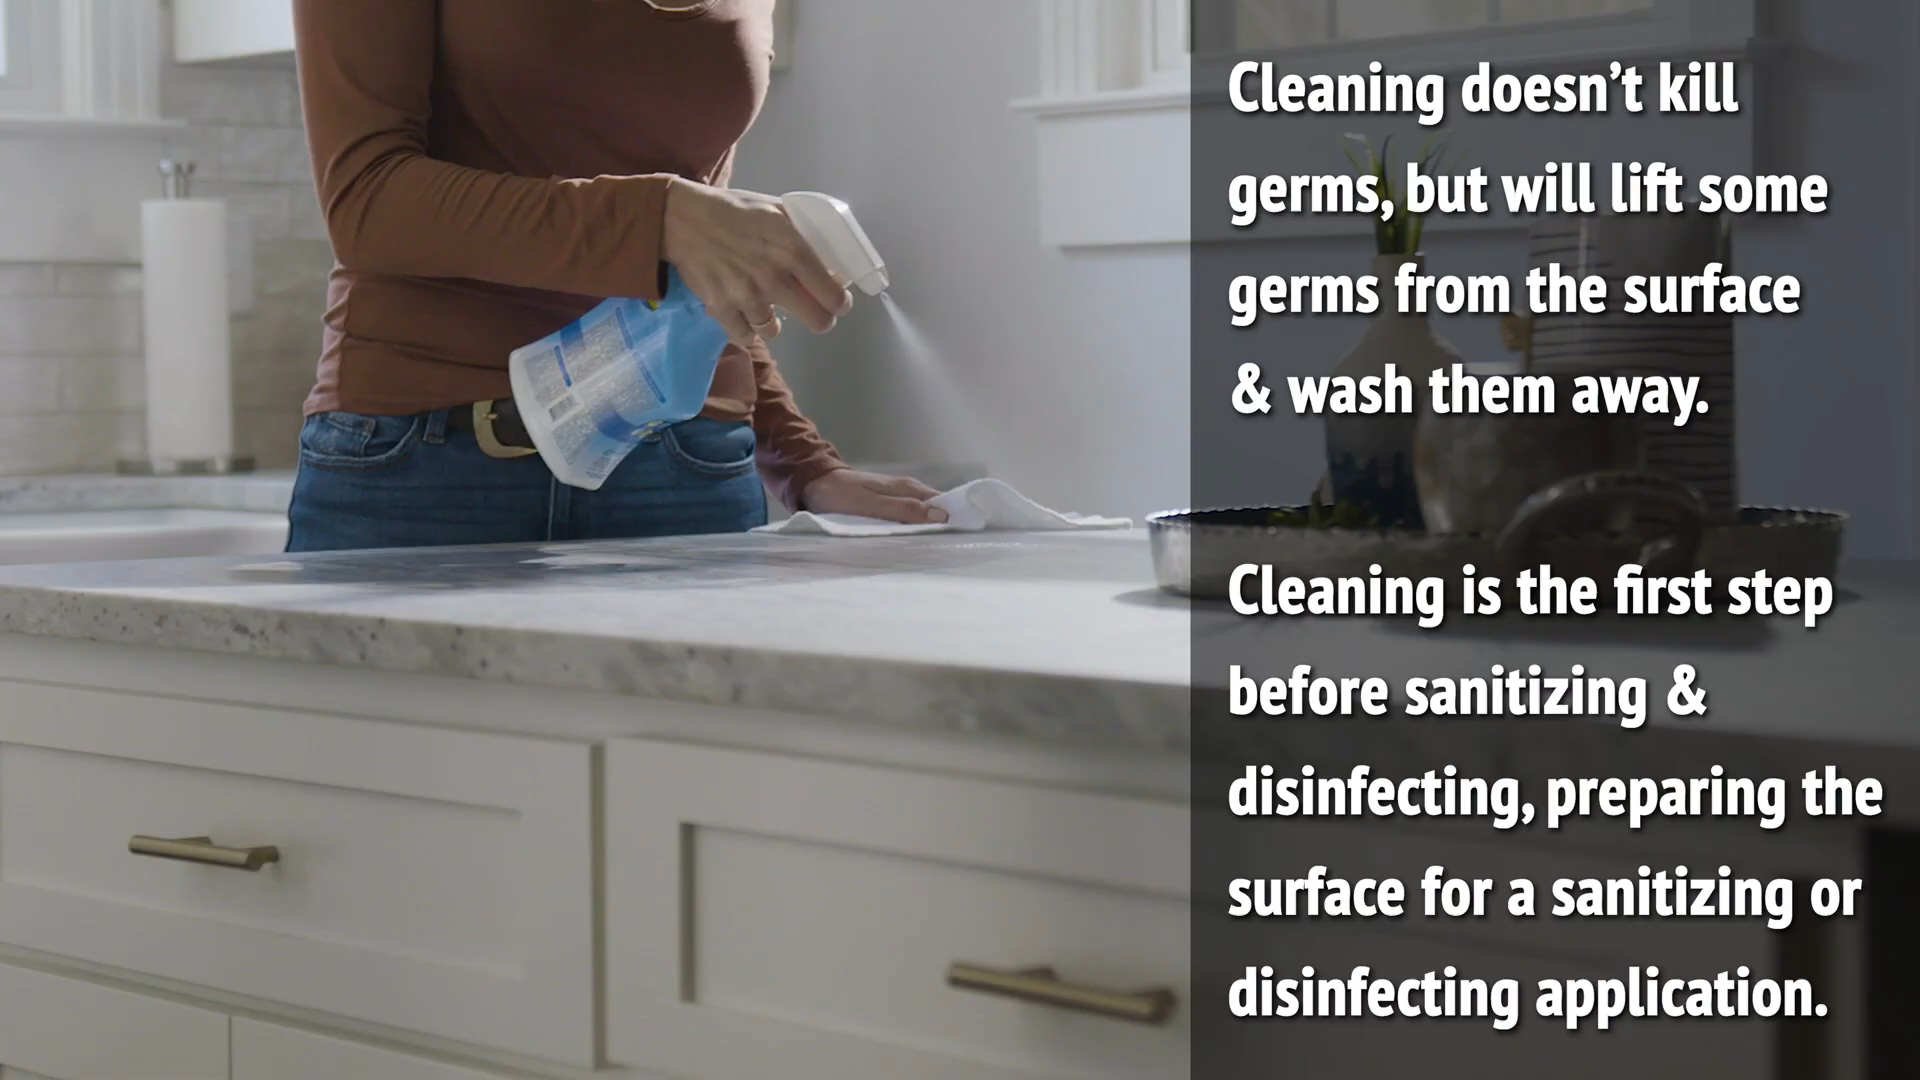 Cleaning doesn’t kill
germs, but will lift some
germs from the surface
& wash them away.
Cleaning is the first step
before sanitizing &
disinfecting, preparing the
surface for a sanitizing or
disinfecting application.